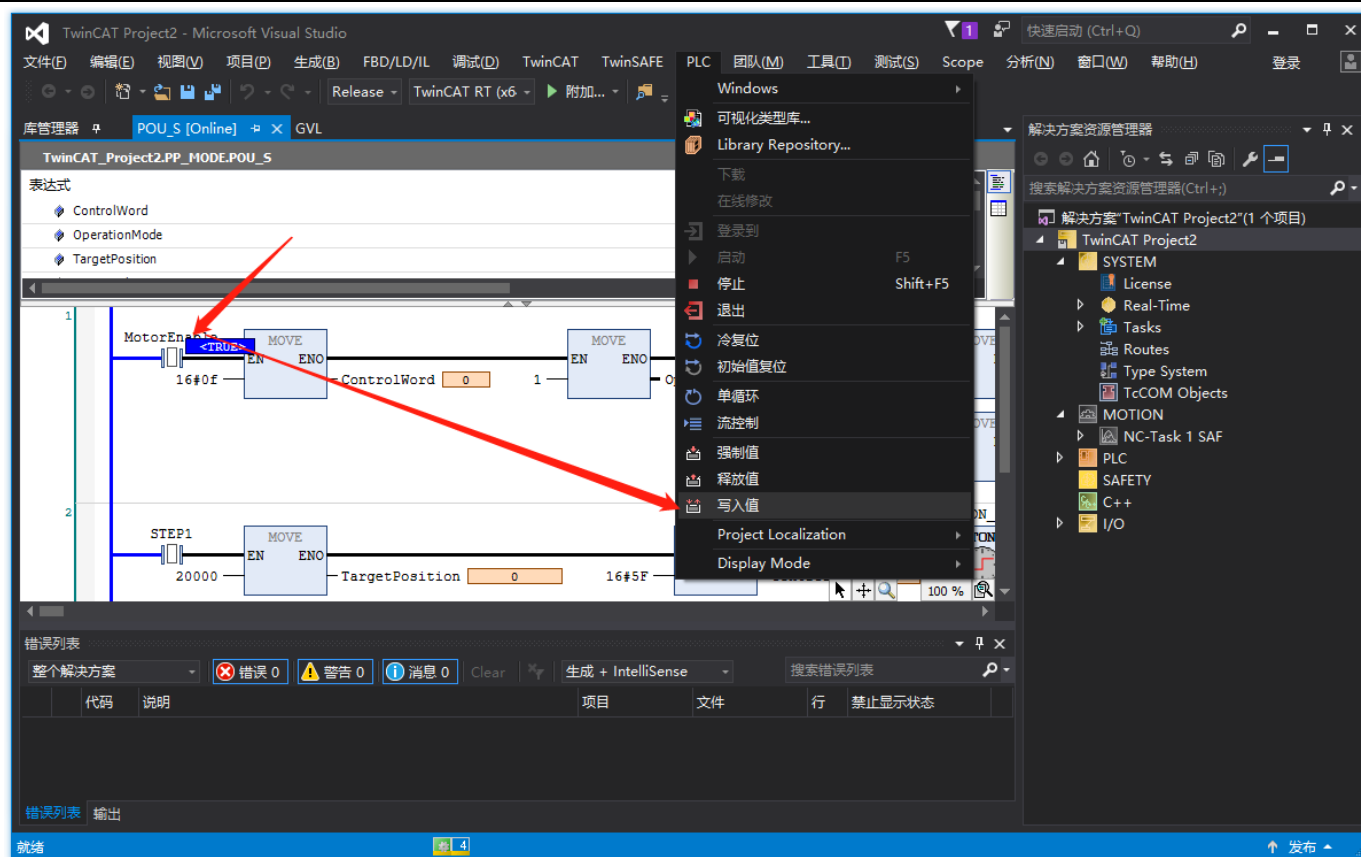 TwinCAT Project2 - Microsoft Visual Studio
1
快速启动 (Ctrl+Q)
文件(F) 编辑(E) 视图(V) 项目(P) 生成(B) FBD/LD/IL 调试(D) TwinCAT TwinSAFE PLC 团队(M) 工具(T) 测试(S) Scope 分析(N) 窗口(W) 帮助(H) 登录
Release TwinCAT RT (x6 附加...
库管理器 POU_S [Online] GVL
TwinCAT_Project2.PP_MODE.POU_S
表达式
ControlWord
OperationMode
TargetPosition
1
MotorEnable
<TRUE>
MOVE
EN ENO
16#0f
ControlWord 0
1
MOVE
EN ENO
2
STEP1
MOVE
EN ENO
20000
TargetPosition 0
16#5F
100 %
Windows
可视化类型库...
Library Repository...
下载
在线修改
登录到
启动 F5
停止 Shift+F5
退出
冷复位
初始值复位
单循环
流控制
强制值
释放值
写入值
Project Localization
Display Mode
解决方案资源管理器
搜索解决方案资源管理器(Ctrl+;)
解决方案"TwinCAT Project2"(1 个项目)
TwinCAT Project2
SYSTEM
License
Real-Time
Tasks
Routes
Type System
TcCOM Objects
MOTION
NC-Task 1 SAF
PLC
SAFETY
C++
I/O
错误列表
整个解决方案 错误 0 警告 0 消息 0 Clear 生成 + IntelliSense 搜索错误列表
代码 说明 项目 文件 行 禁止显示状态
错误列表 输出
就绪 4 发布